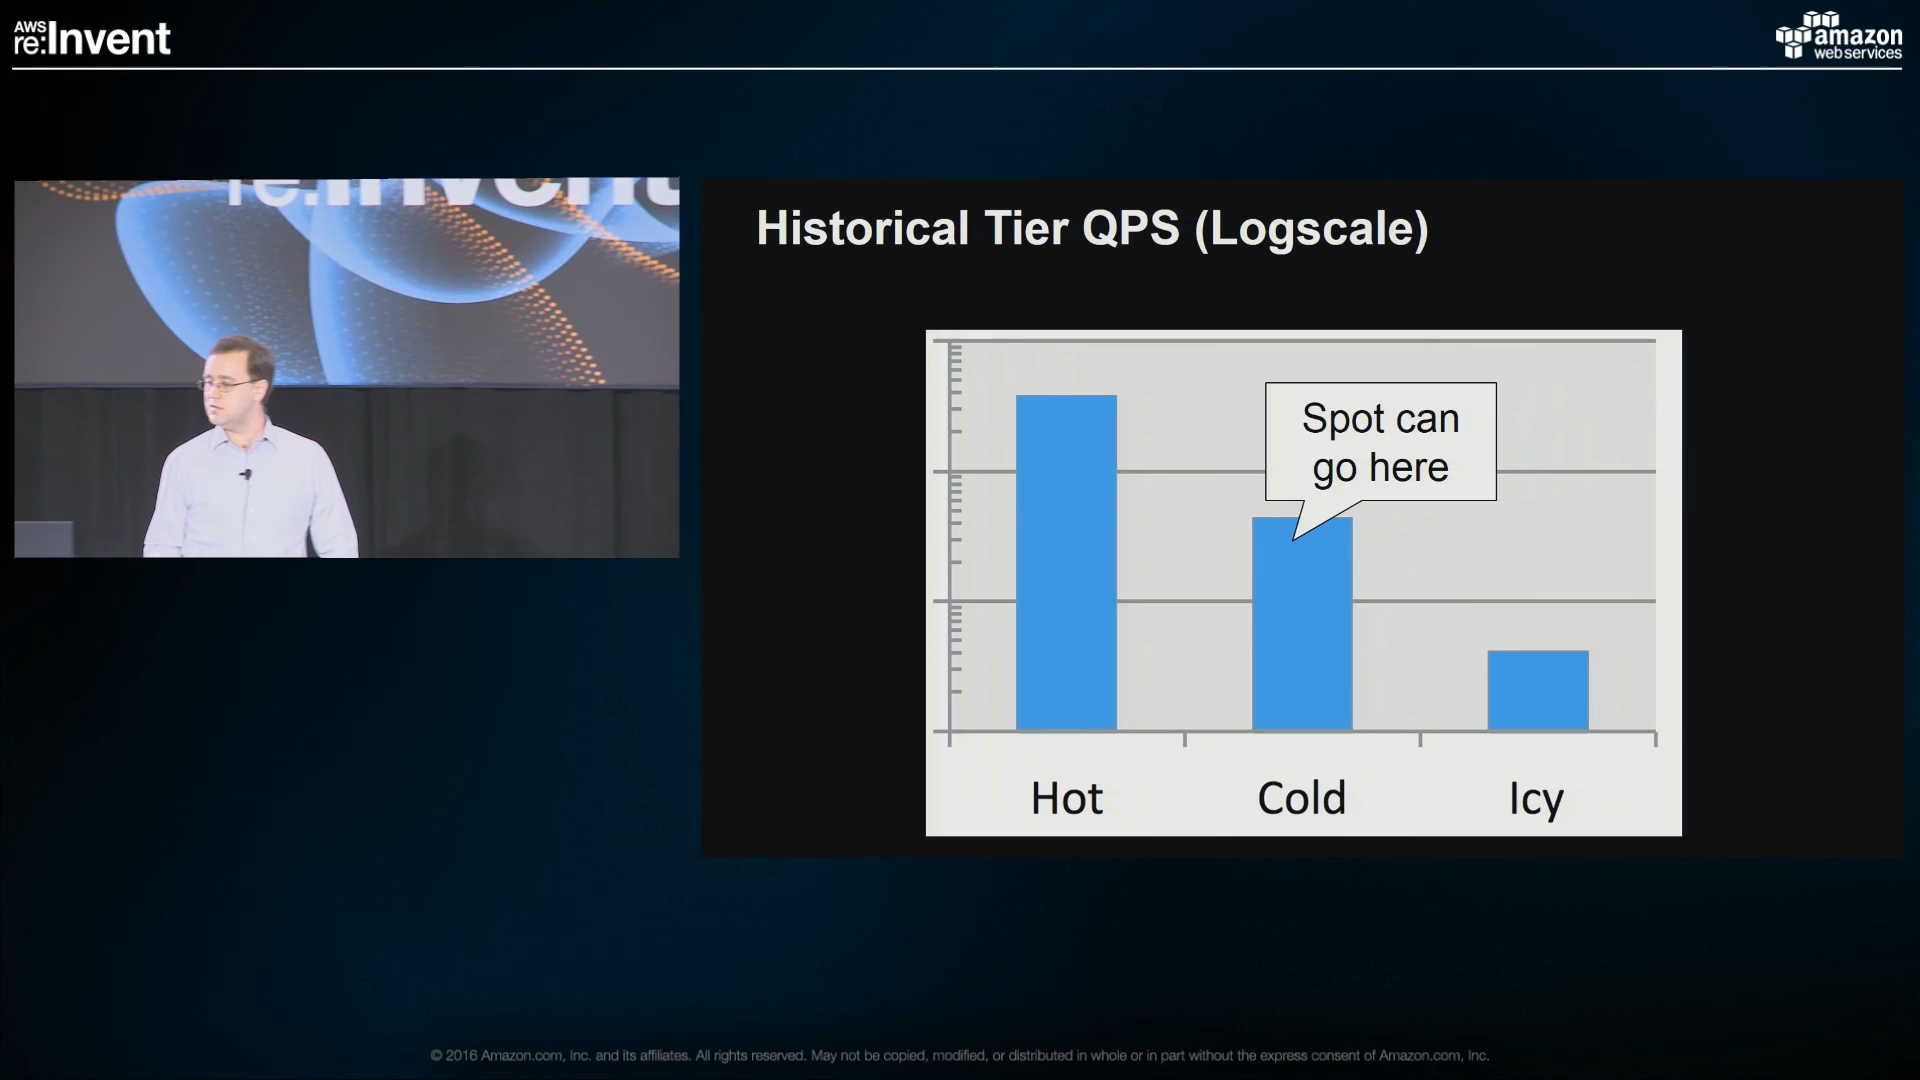 AWS
re:Invent
amazon
web services
re:Invent
Historical Tier QPS (Logscale)
Spot can
go here
Hot
Cold
Icy
© 2016 Amazon.com, Inc. and its affiliates. All rights reserved. May not be copied, modified, or distributed in whole or in part without the express consent of Amazon.com, Inc.